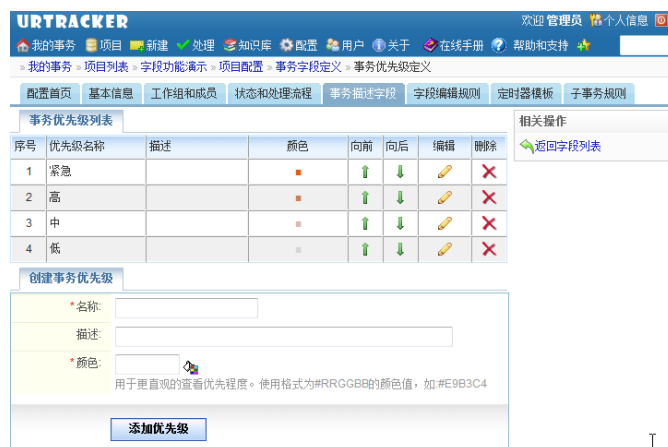 URTRACKER
欢迎 管理员 个人信息
我的事务 项目 新建 处理 知识库 配置 用户 关于 在线手册 帮助和支持
» 我的事务 » 项目列表 » 字段功能演示 » 项目配置 » 事务字段定义 » 事务优先级定义
配置首页 基本信息 工作组和成员 状态和处理流程 事务描述字段 字段编辑规则 定时器模板 子事务规则
事务优先级列表
相关操作
序号 优先级名称 描述 颜色 向前 向后 编辑 删除
返回字段列表
1 紧急
2 高
3 中
4 低
创建事务优先级
*名称:
描述:
*颜色:
用于更直观的查看优先程度。使用格式为#RRGGBB的颜色值，如:#E9B3C4
添加优先级